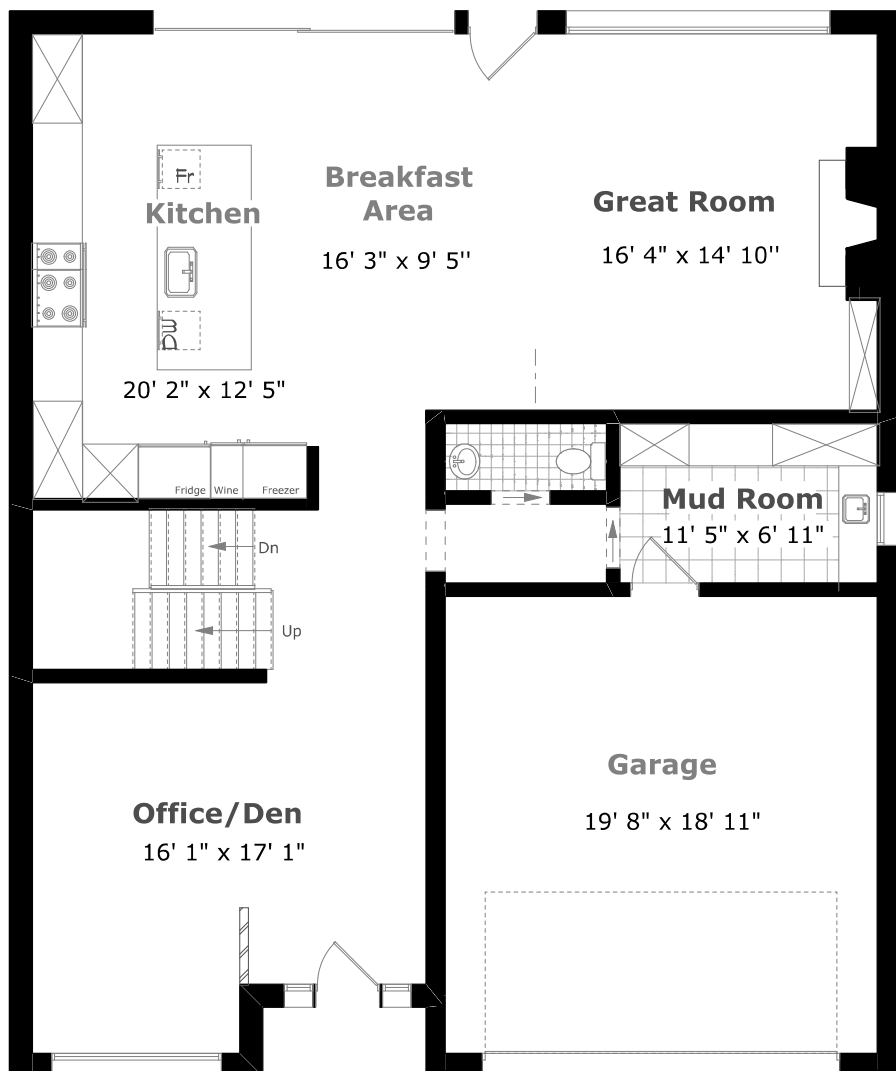 Fr
Kitchen
Breakfast
Area
16' 3" x 9' 5''
Great Room
16' 4" x 14' 10''
DW
20' 2" x 12' 5"
Fridge
Wine
Freezer
Mud Room
11' 5" x 6' 11"
Dn
Up
Office/Den
16' 1" x 17' 1"
Garage
19' 8" x 18' 11"